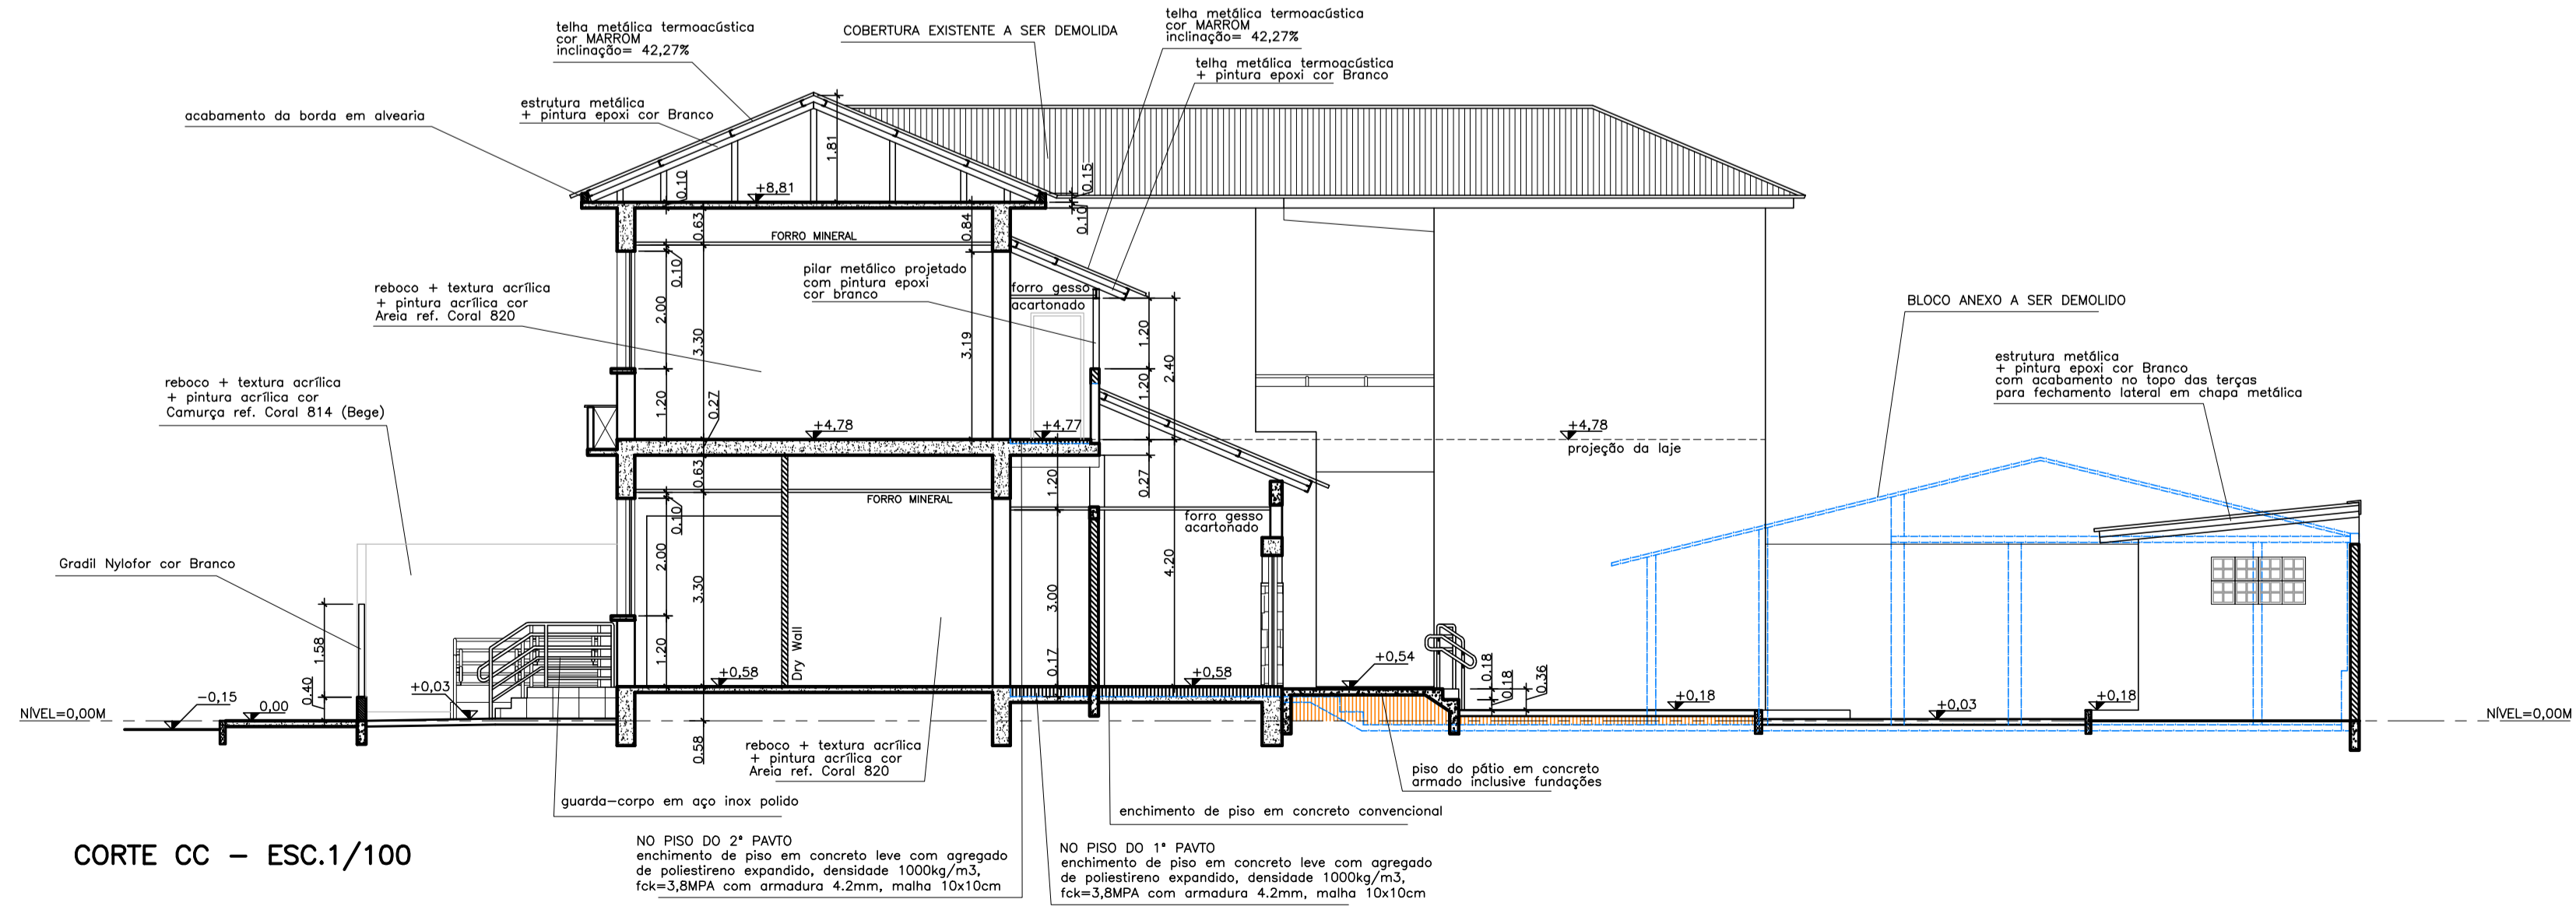 telha metálica termoacústica
cor MARROM
inclinação= 42,27%
COBERTURA EXISTENTE A SER DEMOLIDA
telha metálica termoacústica
cor MARROM
inclinação= 42,27%
telha metálica termoacústica
+ pintura epoxi cor Branco
estrutura metálica
+ pintura epoxi cor Branco
acabamento da borda em alvearia
1.81
0.10
+8,81
0.15
0.10
0.63
0.84
FORRO MINERAL
0.10
pilar metálico projetado
com pintura epoxi
cor branco
forro gesso
acartonado
reboco + textura acrílica
+ pintura acrílica cor
Areia ref. Coral 820
2.00
3.30
3.19
1.20
2.40
1.20
BLOCO ANEXO A SER DEMOLIDO
estrutura metálica
+ pintura epoxi cor Branco
com acabamento no topo das terças
para fechamento lateral em chapa metálica
reboco + textura acrílica
+ pintura acrílica cor
Camurça ref. Coral 814 (Bege)
1.20
0.27
+4,78
+4,77
+4,78
projeção da laje
0.63
1.20
0.27
FORRO MINERAL
0.10
forro gesso
acartonado
Gradil Nylofor cor Branco
2.00
3.30
3.00
4.20
1.58
0.40
1.20
Dry Wall
0.17
+0,58
+0,58
+0,54
0.18
0.18
0.36
+0,03
-0,15
0,00
+0,18
+0,03
+0,18
NÍVEL=0,00M
NÍVEL=0,00M
0.58
reboco + textura acrílica
+ pintura acrílica cor
Areia ref. Coral 820
piso do pátio em concreto
armado inclusive fundações
guarda-corpo em aço inox polido
enchimento de piso em concreto convencional
CORTE CC - ESC.1/100
NO PISO DO 2° PAVTO
enchimento de piso em concreto leve com agregado
de poliestireno expandido, densidade 1000kg/m3,
fck=3,8MPA com armadura 4.2mm, malha 10x10cm
NO PISO DO 1° PAVTO
enchimento de piso em concreto leve com agregado
de poliestireno expandido, densidade 1000kg/m3,
fck=3,8MPA com armadura 4.2mm, malha 10x10cm